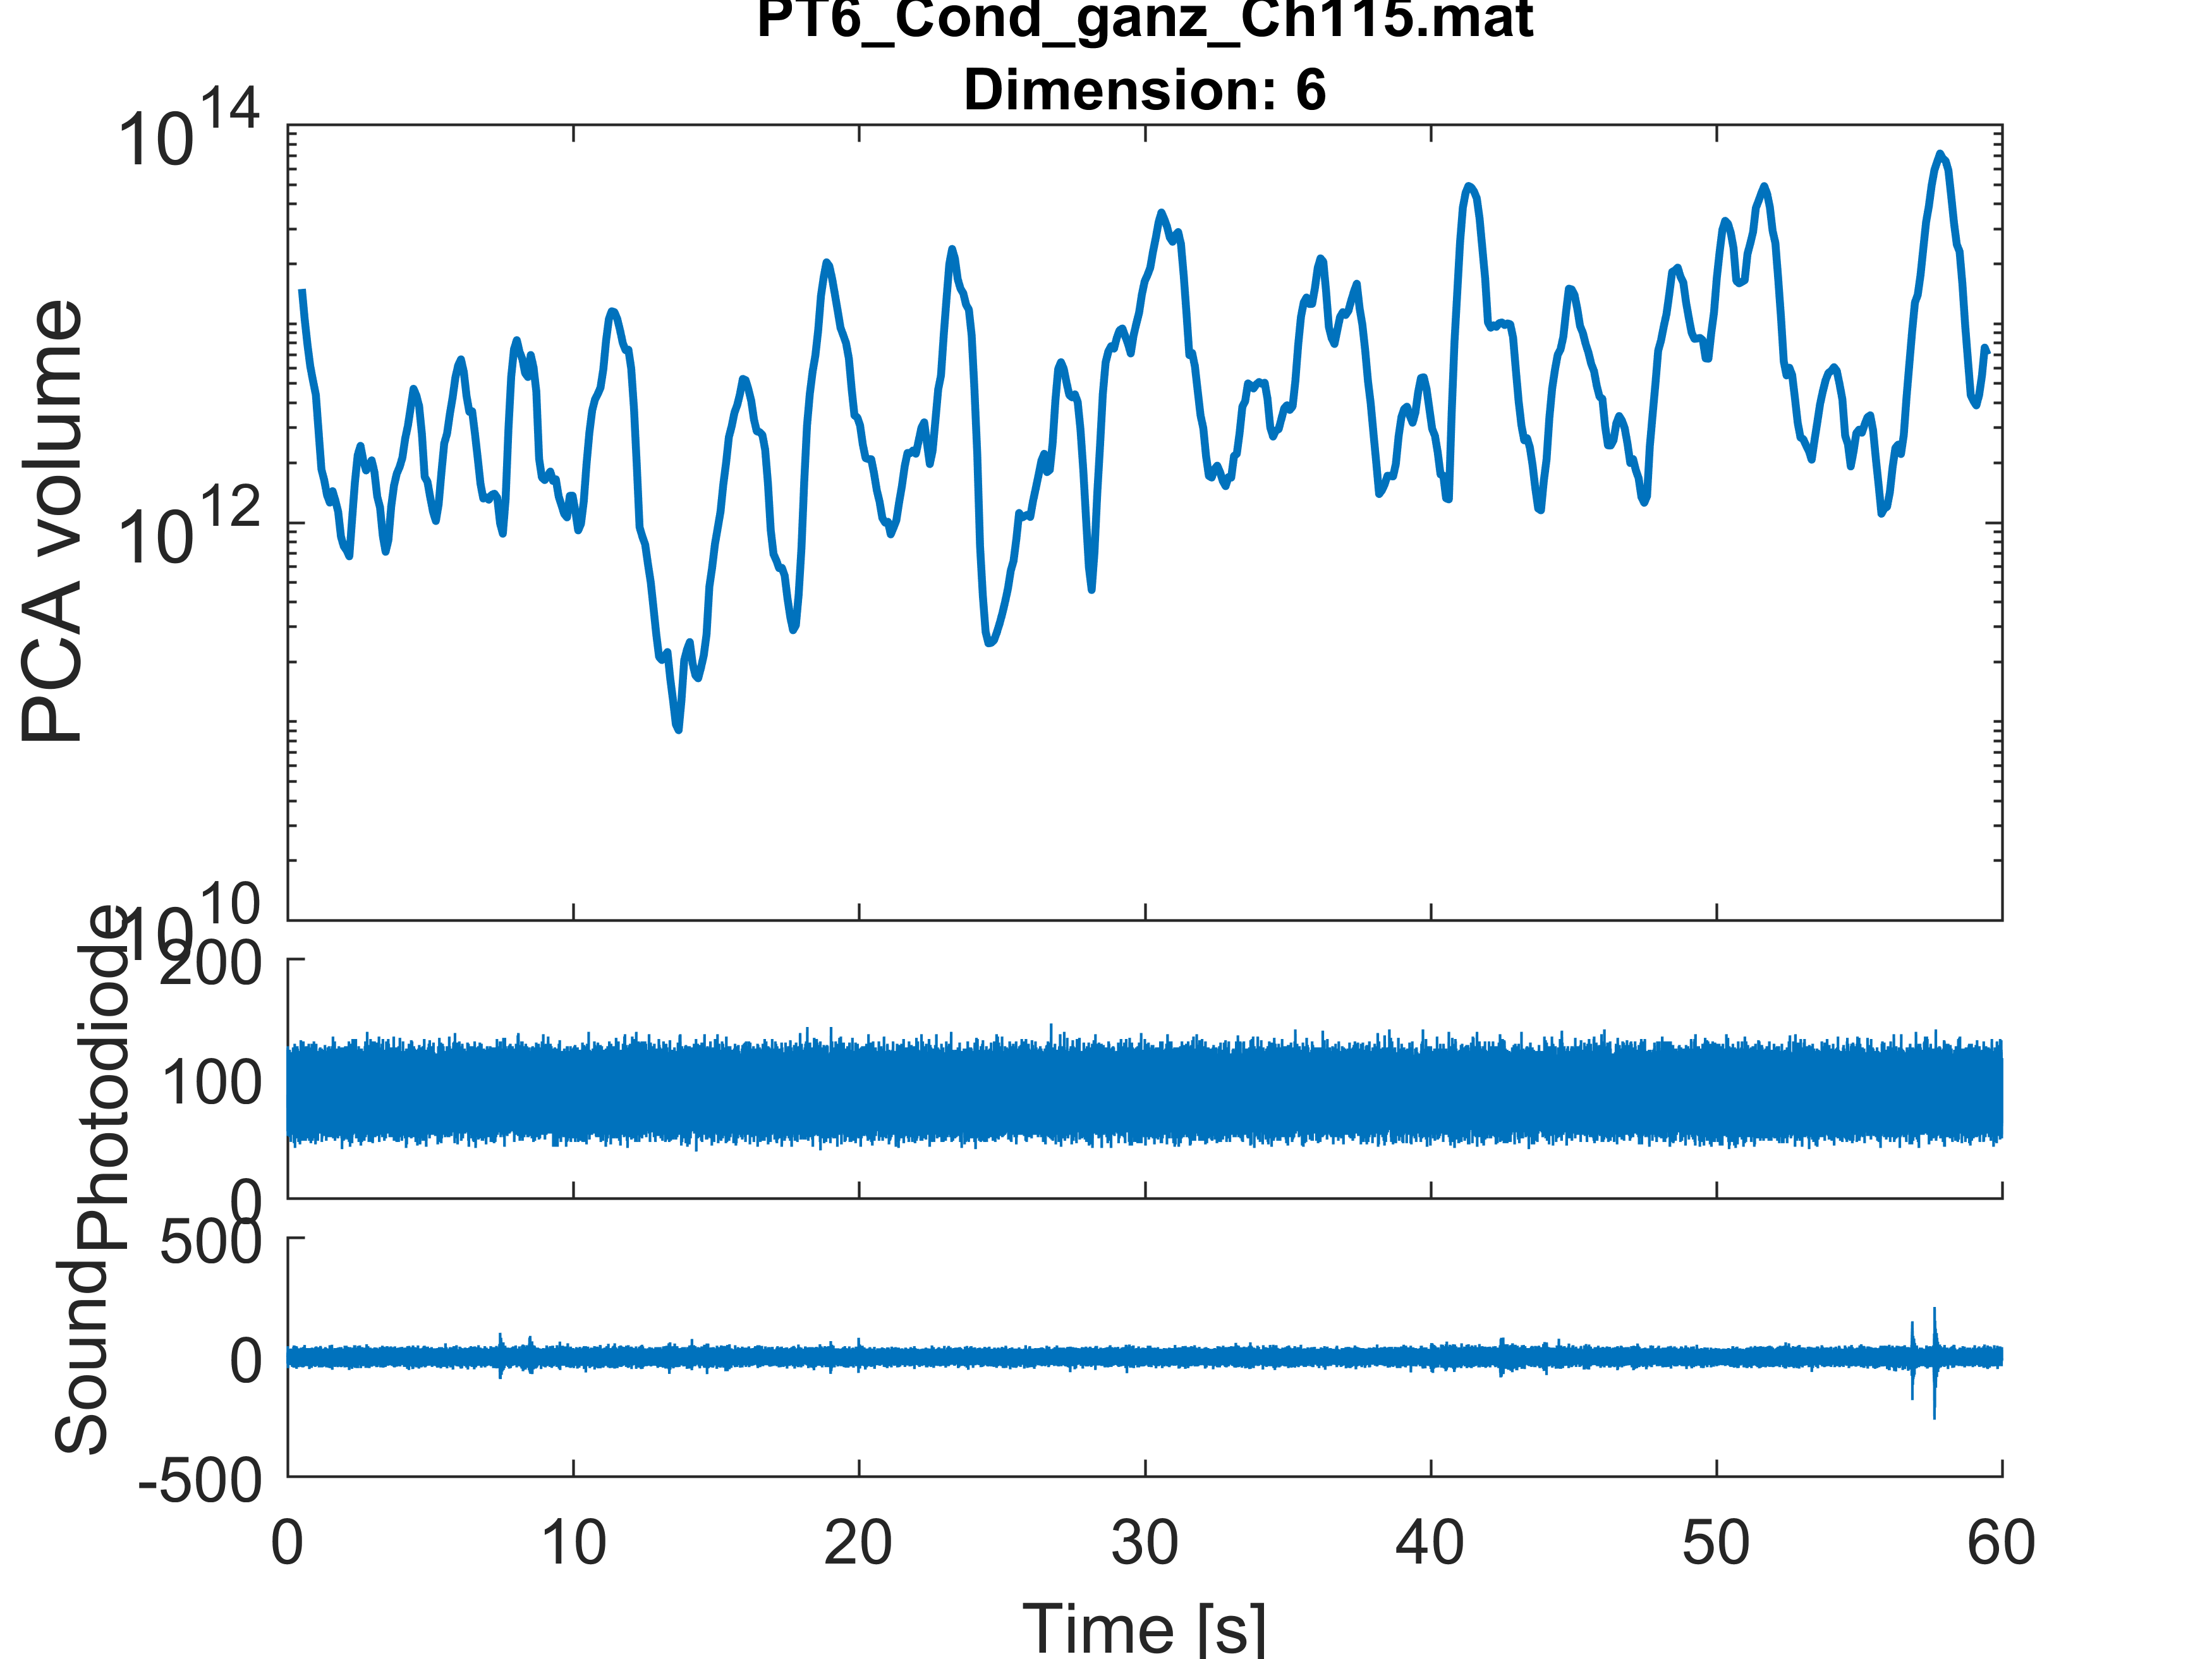 PT6_Cond_ganz_Ch115.mat
Dimension: 6
PCA volume
10^14
10^12
10^10
Photodiode
200
100
0
Sound
500
0
-500
0 10 20 30 40 50 60
Time [s]